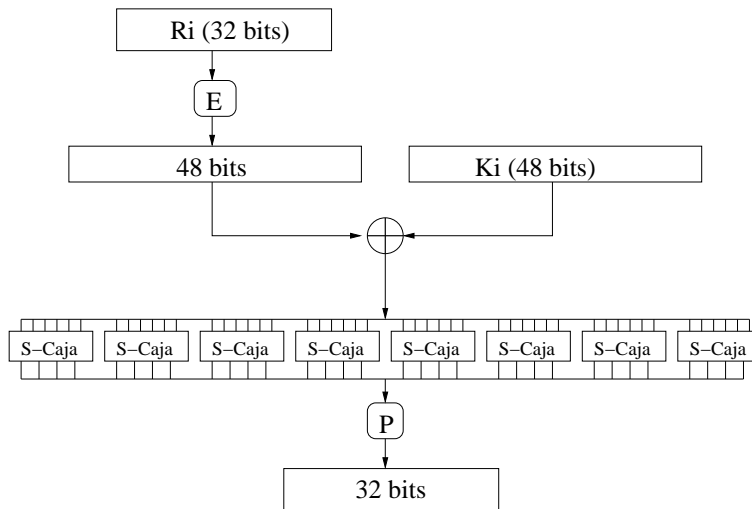 Ri (32 bits)
E
48 bits
Ki (48 bits)
S−Caja
S−Caja
S−Caja
S−Caja
S−Caja
S−Caja
S−Caja
S−Caja
P
32 bits